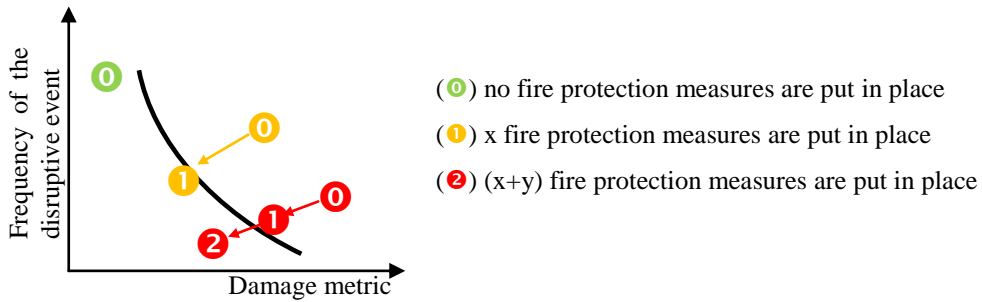 Frequency of the
disruptive event
0
0
1
0
1
2
Damage metric
(0) no fire protection measures are put in place
(1) x fire protection measures are put in place
(2) (x+y) fire protection measures are put in place